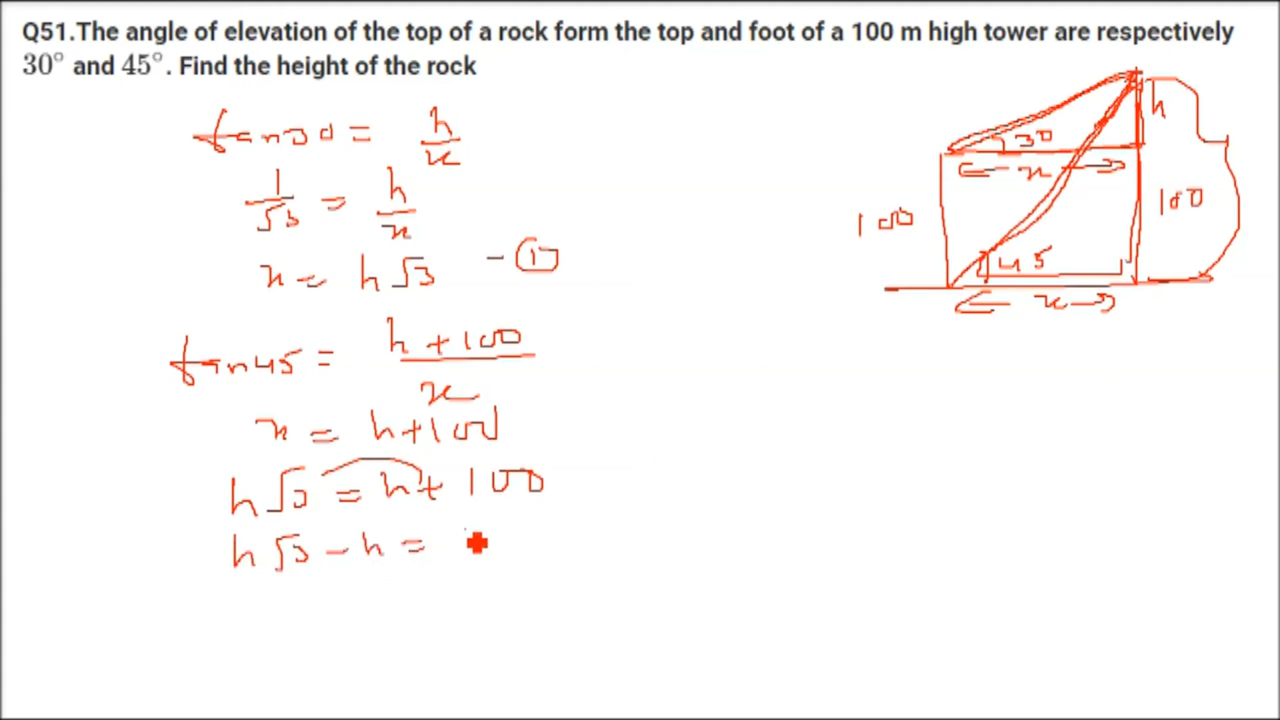 Q51.The angle of elevation of the top of a rock form the top and foot of a 100 m high tower are respectively
30° and 45°. Find the height of the rock
tan30 = h/x
1/√3 = h/x
x = h√3 - ①
tan45 = h+100/x
x = h+100
h√3 = h+ 100
h√3 - h =
h
30
x
100
100
45
x